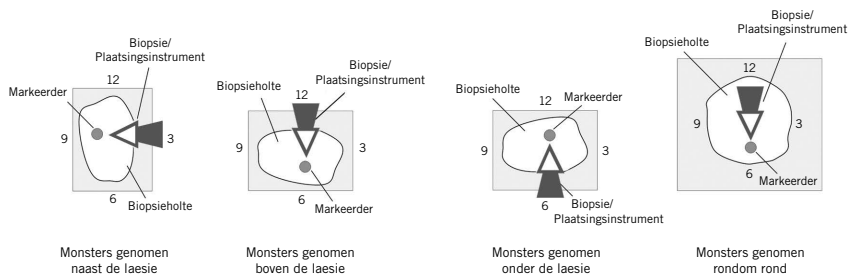 Biopsie/
Plaatsingsinstrument
12
Markeerder
9
3
6
Biopsieholte
Monsters genomen
naast de laesie
Biopsie/
Plaatsingsinstrument
12
Biopsieholte
9
3
6
Markeerder
Monsters genomen
boven de laesie
Biopsieholte
12
Markeerder
9
3
6
Biopsie/
Plaatsingsinstrument
Monsters genomen
onder de laesie
Biopsie/
Plaatsingsinstrument
Biopsieholte
12
9
3
6
Markeerder
Monsters genomen
rondom rond